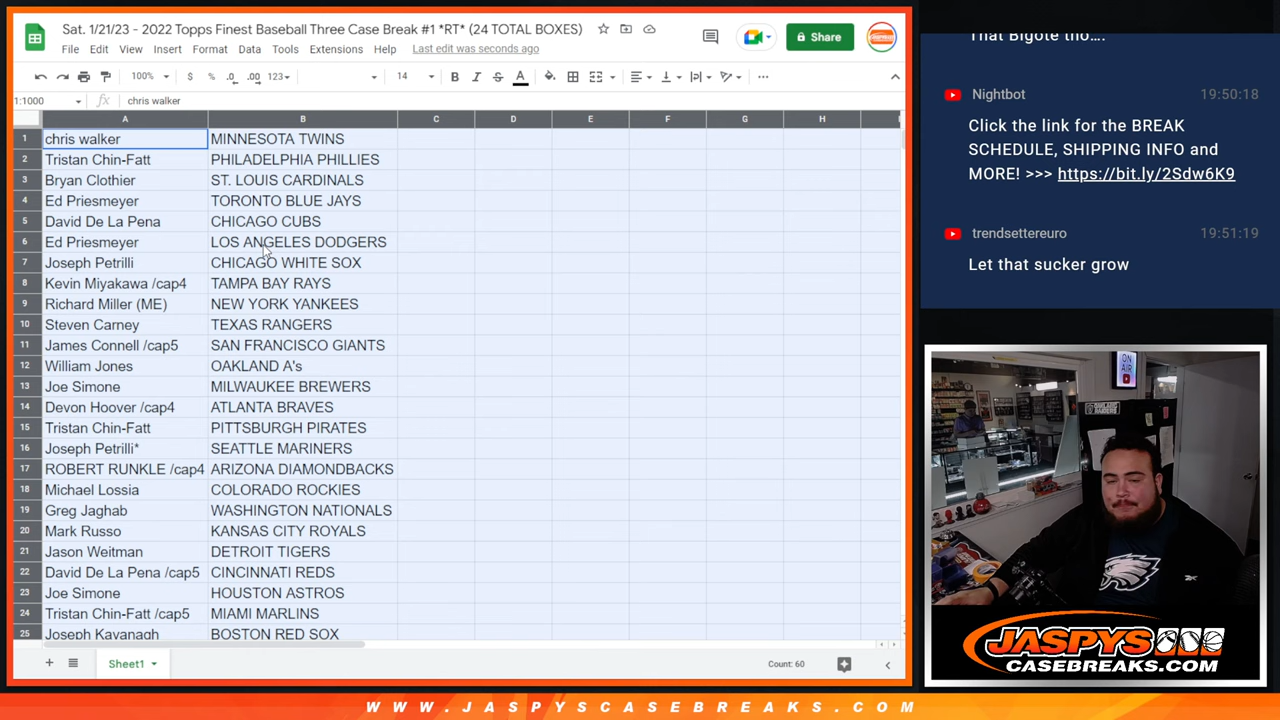 Sat. 1/21/23 - 2022 Topps Finest Baseball Three Case Break #1 *RT* (24 TOTAL BOXES)
File Edit View Insert Format Data Tools Extensions Help Last edit was seconds ago
Share
100% $ % .0 .00 123 14 B I S A
1:1000 fx chris walker
A B C D E F G H
1 chris walker MINNESOTA TWINS
2 Tristan Chin-Fatt PHILADELPHIA PHILLIES
3 Bryan Clothier ST. LOUIS CARDINALS
4 Ed Priesmeyer TORONTO BLUE JAYS
5 David De La Pena CHICAGO CUBS
6 Ed Priesmeyer LOS ANGELES DODGERS
7 Joseph Petrilli CHICAGO WHITE SOX
8 Kevin Miyakawa /cap4 TAMPA BAY RAYS
9 Richard Miller (ME) NEW YORK YANKEES
10 Steven Carney TEXAS RANGERS
11 James Connell /cap5 SAN FRANCISCO GIANTS
12 William Jones OAKLAND A's
13 Joe Simone MILWAUKEE BREWERS
14 Devon Hoover /cap4 ATLANTA BRAVES
15 Tristan Chin-Fatt PITTSBURGH PIRATES
16 Joseph Petrilli* SEATTLE MARINERS
17 ROBERT RUNKLE /cap4 ARIZONA DIAMONDBACKS
18 Michael Lossia COLORADO ROCKIES
19 Greg Jaghab WASHINGTON NATIONALS
20 Mark Russo KANSAS CITY ROYALS
21 Jason Weitman DETROIT TIGERS
22 David De La Pena /cap5 CINCINNATI REDS
23 Joe Simone HOUSTON ASTROS
24 Tristan Chin-Fatt /cap5 MIAMI MARLINS
25 Joseph Kavanagh BOSTON RED SOX
Sheet1
Count: 60
That Bigote tho....
Nightbot 19:50:18
Click the link for the BREAK
SCHEDULE, SHIPPING INFO and
MORE! >>> https://bit.ly/2Sdw6K9
trendsettereuro 19:51:19
Let that sucker grow
ON
AIR
JASPYS
CASEBREAKS.COM
WWW.JASPYSCASEBREAKS.COM